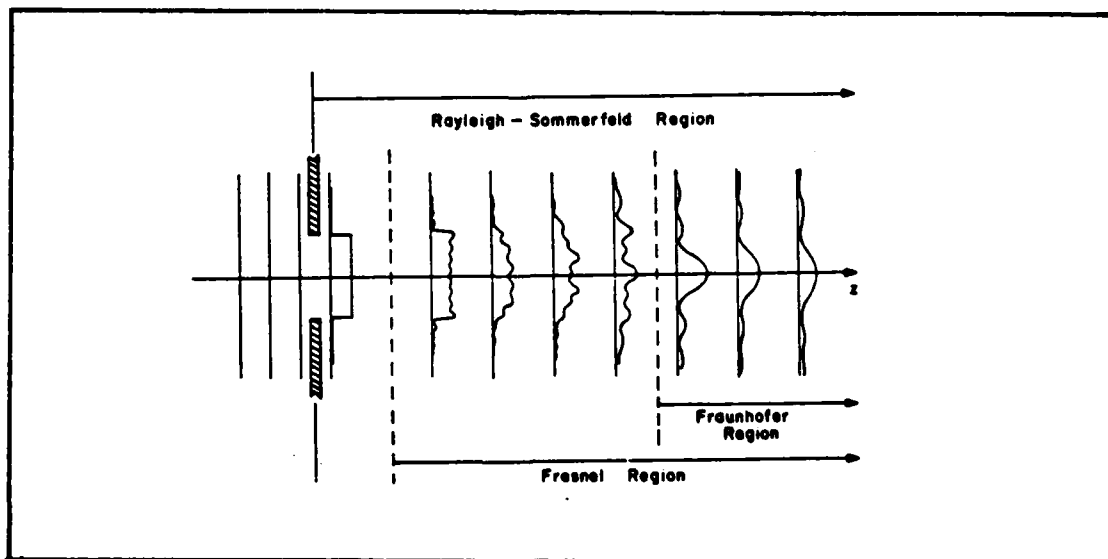 Rayleigh - Sommerfeld Region
z
Fraunhofer
Region
Fresnel Region